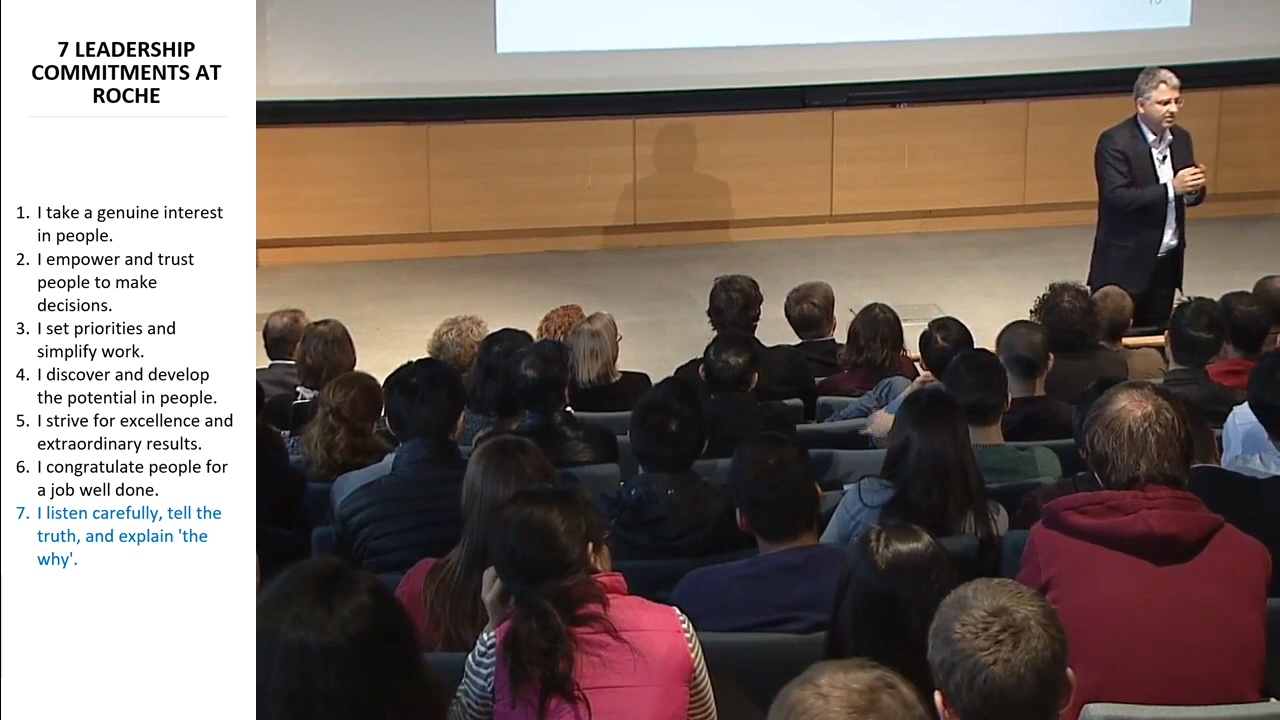 7 LEADERSHIP
COMMITMENTS AT
ROCHE
1. I take a genuine interest
in people.
2. I empower and trust
people to make
decisions.
3. I set priorities and
simplify work.
4. I discover and develop
the potential in people.
5. I strive for excellence and
extraordinary results.
6. I congratulate people for
a job well done.
7. I listen carefully, tell the
truth, and explain 'the
why'.